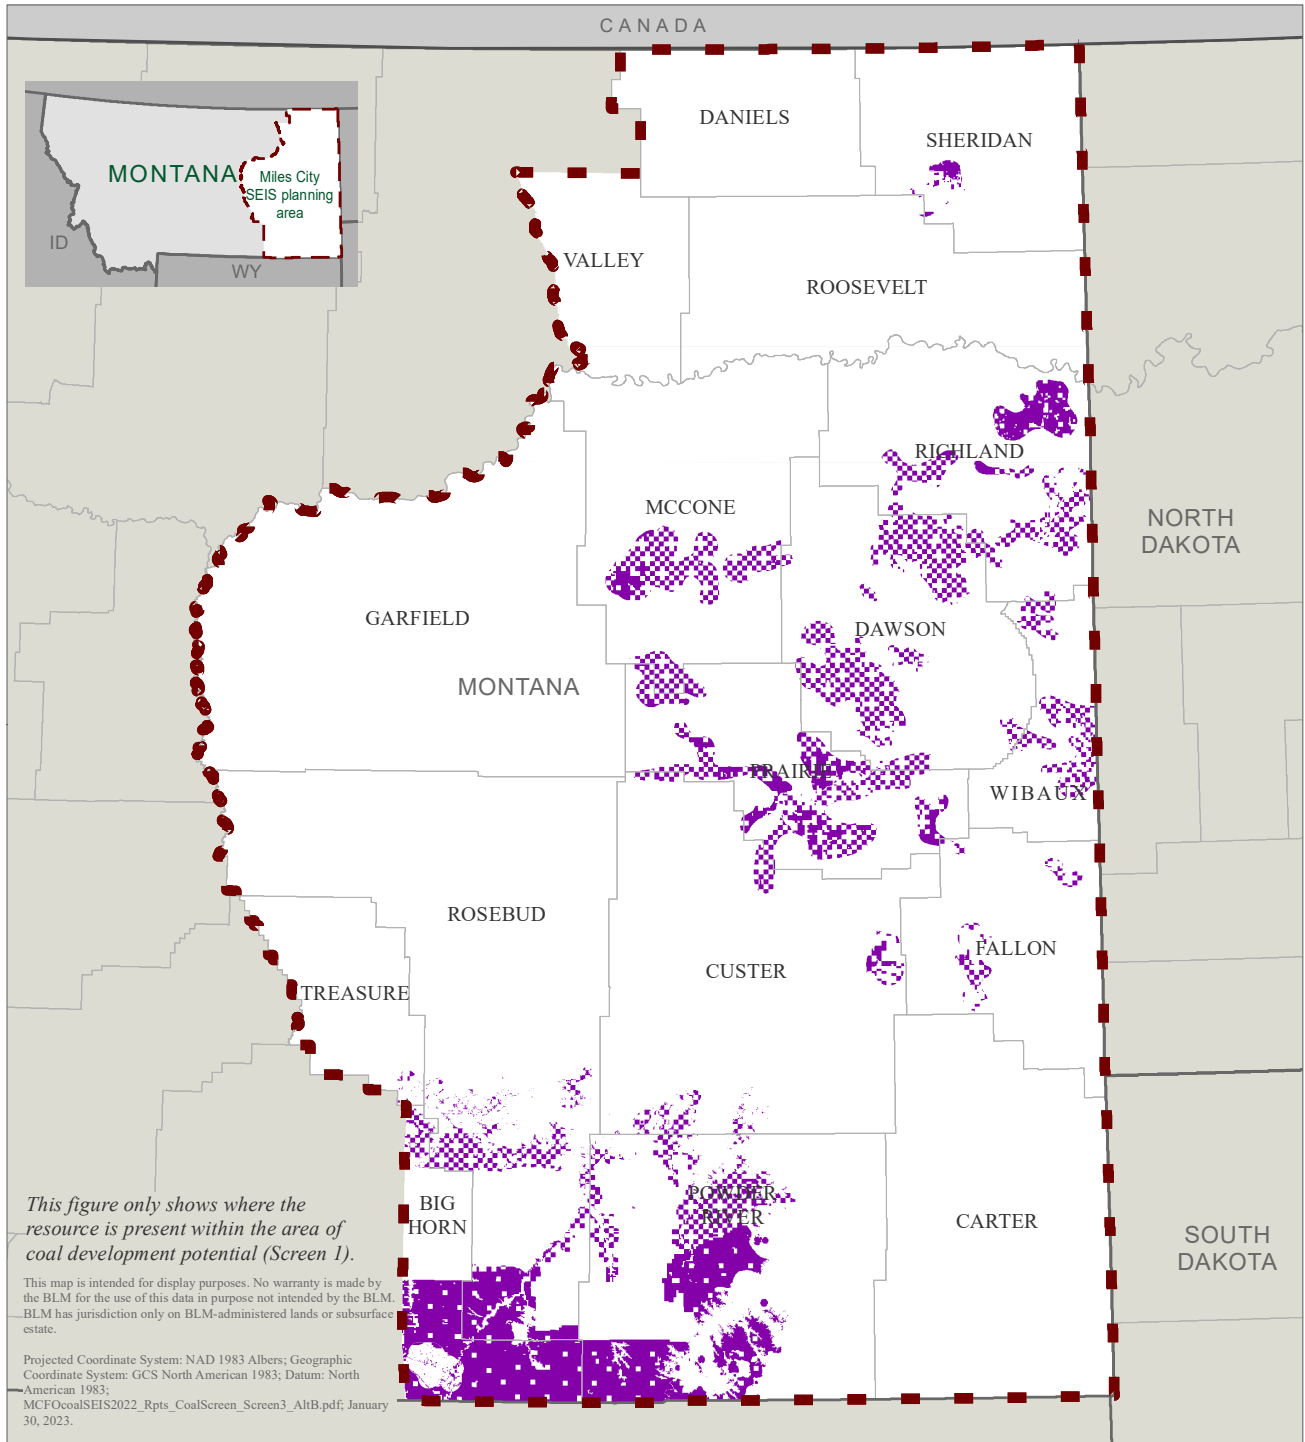 CANADA
DANIELS
SHERIDAN
MONTANA
Miles City
SEIS planning
area
ID
WY
VALLEY
ROOSEVELT
RICHLAND
MCCONE
NORTH
DAKOTA
GARFIELD
DAWSON
MONTANA
PRAIRIE
WIBAUX
ROSEBUD
FALLON
CUSTER
TREASURE
POWDER
RIVER
BIG
HORN
CARTER
SOUTH
DAKOTA
This figure only shows where the
resource is present within the area of
coal development potential (Screen 1).
This map is intended for display purposes. No warranty is made by
the BLM for the use of this data in purpose not intended by the BLM.
BLM has jurisdiction only on BLM-administered lands or subsurface
estate.
Projected Coordinate System: NAD 1983 Albers; Geographic
Coordinate System: GCS North American 1983; Datum: North
American 1983;
MCFOcoalSEIS2022_Rpts_CoalScreen_Screen3_AltB.pdf; January
30, 2023.